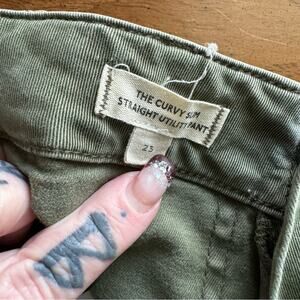 THE CURVY SLIM
STRAIGHT UTILITY PANT
23